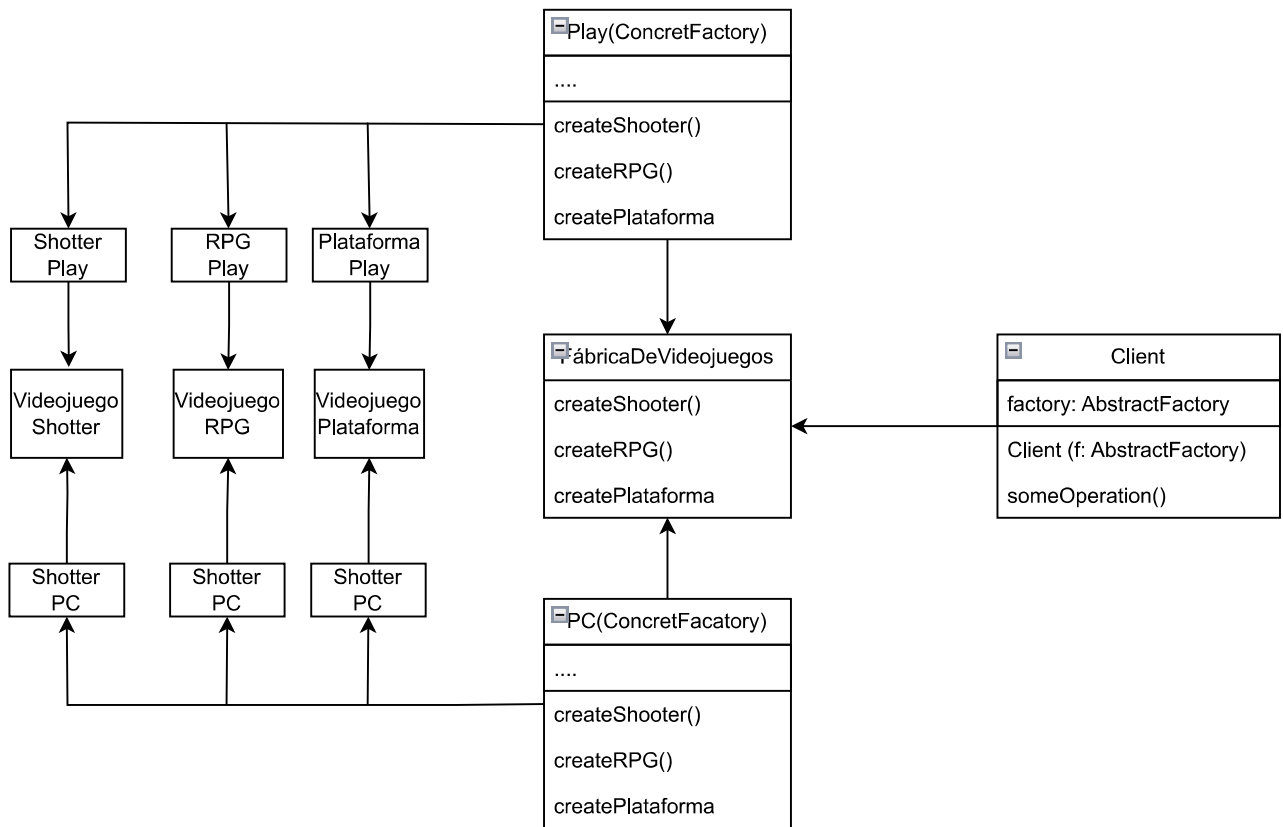 Play(ConcretFactory)
....
createShooter()
createRPG()
createPlataforma
Shotter
Play
RPG
Play
Plataforma
Play
Videojuego
Shotter
Videojuego
RPG
Videojuego
Plataforma
FábricaDeVideojuegos
createShooter()
createRPG()
createPlataforma
Client
factory: AbstractFactory
Client (f: AbstractFactory)
someOperation()
Shotter
PC
Shotter
PC
Shotter
PC
PC(ConcretFacatory)
....
createShooter()
createRPG()
createPlataforma